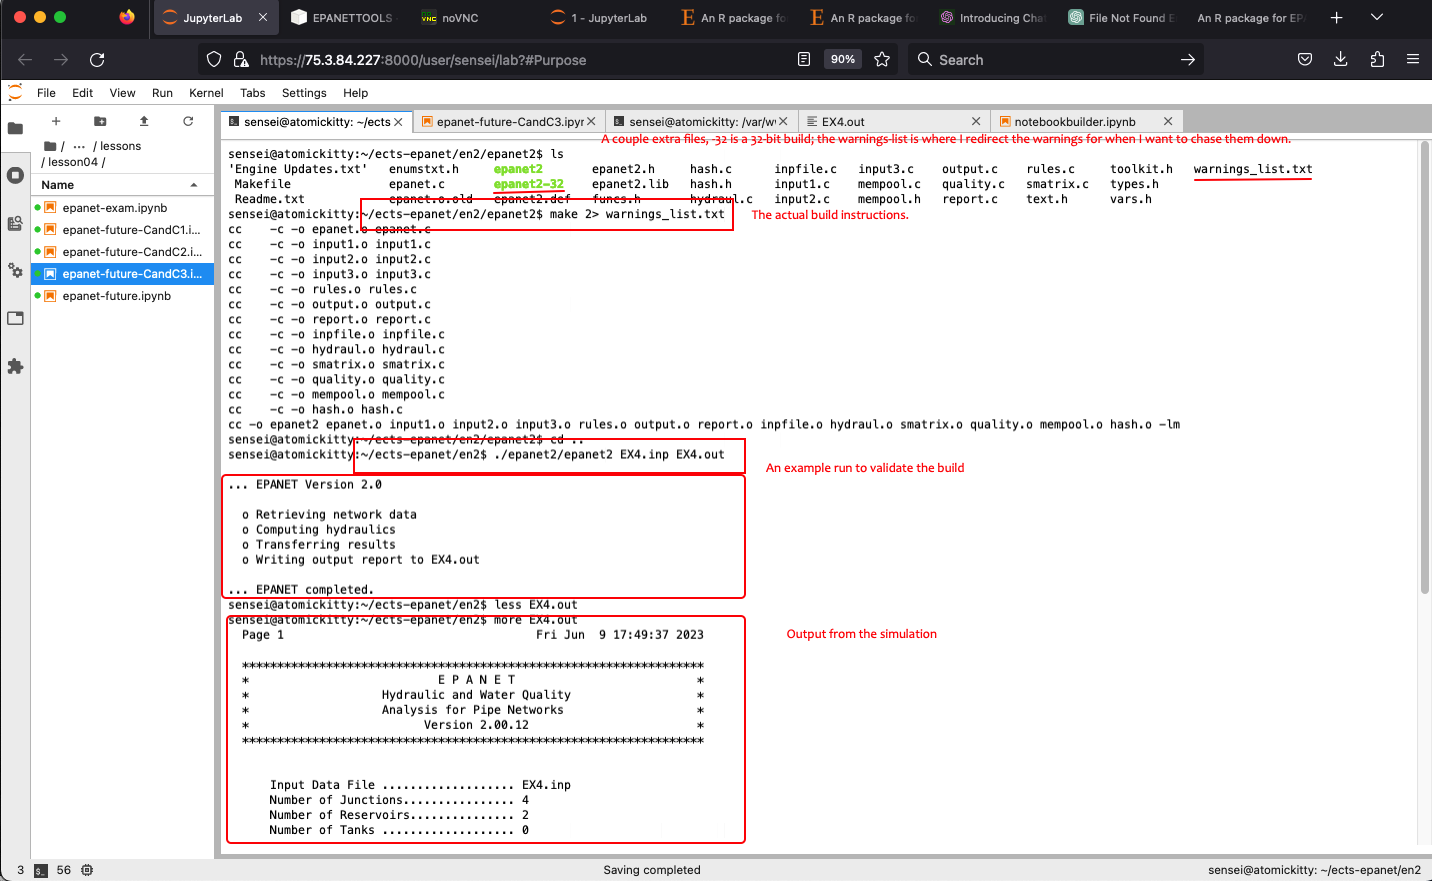 JupyterLab
EPANETTOOLS
noVNC
1 - JupyterLab
An R package fo
An R package fo
Introducing Cha
File Not Found E
An R package for EPA
https://75.3.84.227:8000/user/sensei/lab?#Purpose
90%
Search
File Edit View Run Kernel Tabs Settings Help
/ ··· / lessons
/ lesson04 /
Name
epanet-exam.ipynb
epanet-future-CandC1.i...
epanet-future-CandC2.i...
epanet-future-CandC3.i...
epanet-future.ipynb
sensei@atomickitty: ~/ects
epanet-future-CandC3.ipyr
sensei@atomickitty: /var/w
EX4.out
notebookbuilder.ipynb
A couple extra files, -32 is a 32-bit build; the warnings-list is where I redirect the warnings for when I want to chase them down.
sensei@atomickitty:~/ects-epanet/en2/epanet2$ ls
'Engine Updates.txt' enumstxt.h epanet2 epanet2.h hash.c inpfile.c input3.c output.c rules.c toolkit.h warnings_list.txt
Makefile epanet.c epanet2-32 epanet2.lib hash.h input1.c mempool.c quality.c smatrix.c types.h
Readme.txt epanet.o.old epanet2.def funcs.h hydraul.c input2.c mempool.h report.c text.h vars.h
sensei@atomickitty:~/ects-epanet/en2/epanet2$ make 2> warnings_list.txt
The actual build instructions.
cc -c -o epanet.o epanet.c
cc -c -o input1.o input1.c
cc -c -o input2.o input2.c
cc -c -o input3.o input3.c
cc -c -o rules.o rules.c
cc -c -o output.o output.c
cc -c -o report.o report.c
cc -c -o inpfile.o inpfile.c
cc -c -o hydraul.o hydraul.c
cc -c -o smatrix.o smatrix.c
cc -c -o quality.o quality.c
cc -c -o mempool.o mempool.c
cc -c -o hash.o hash.c
cc -o epanet2 epanet.o input1.o input2.o input3.o rules.o output.o report.o inpfile.o hydraul.o smatrix.o quality.o mempool.o hash.o -lm
sensei@atomickitty:~/ects-epanet/en2/epanet2$ cd ..
sensei@atomickitty:~/ects-epanet/en2$ ./epanet2/epanet2 EX4.inp EX4.out
An example run to validate the build
... EPANET Version 2.0
o Retrieving network data
o Computing hydraulics
o Transferring results
o Writing output report to EX4.out
... EPANET completed.
sensei@atomickitty:~/ects-epanet/en2$ less EX4.out
sensei@atomickitty:~/ects-epanet/en2$ more EX4.out
Output from the simulation
Page 1 Fri Jun 9 17:49:37 2023
******************************************************************
* E P A N E T *
* Hydraulic and Water Quality *
* Analysis for Pipe Networks *
* Version 2.00.12 *
******************************************************************
Input Data File ................... EX4.inp
Number of Junctions................ 4
Number of Reservoirs............... 2
Number of Tanks ................... 0
3 $_ 56
Saving completed
sensei@atomickitty: ~/ects-epanet/en2